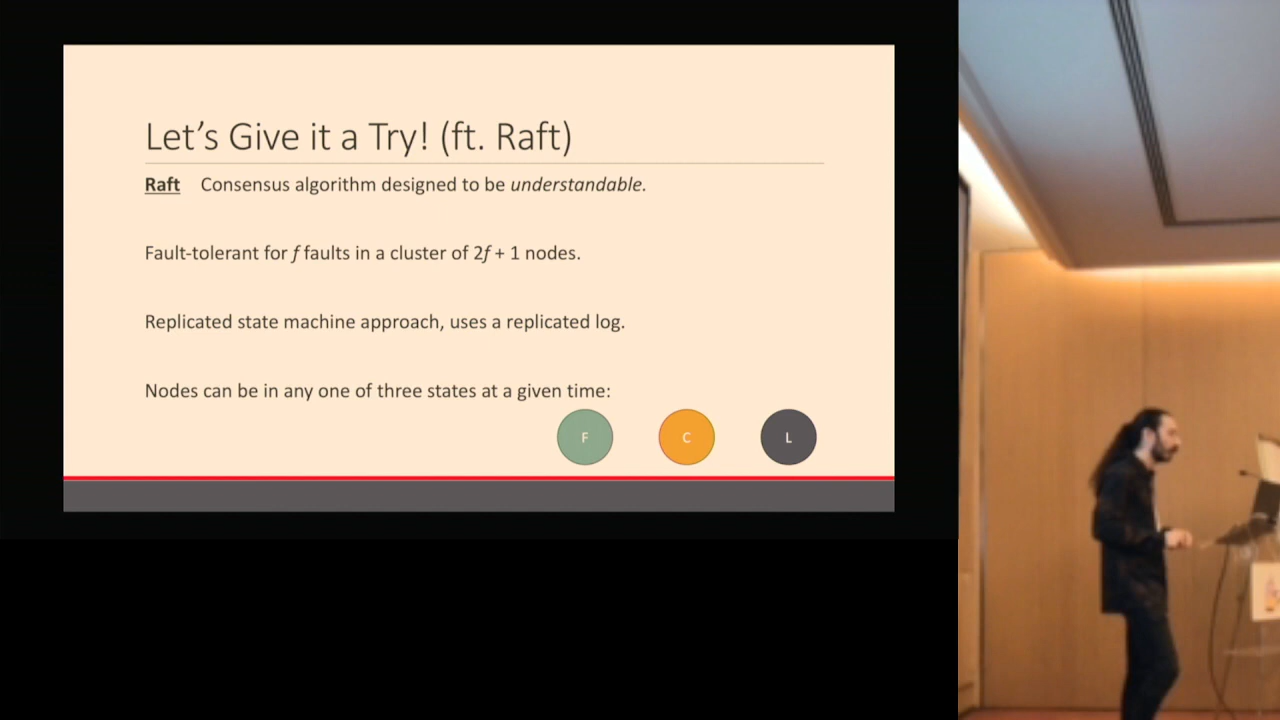 Let's Give it a Try! (ft. Raft)
Raft Consensus algorithm designed to be understandable.
Fault-tolerant for f faults in a cluster of 2f + 1 nodes.
Replicated state machine approach, uses a replicated log.
Nodes can be in any one of three states at a given time:
F C L